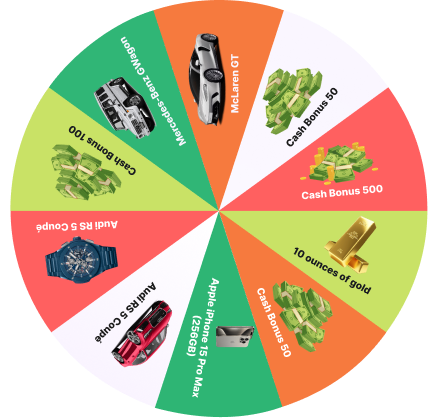 McLaren GT
Cash Bonus 50
Cash Bonus 500
10 ounces of gold
Cash Bonus 50
Apple iPhone 15 Pro Max
(256GB)
Audi RS 5 Coupé
Audi RS 5 Coupé
Cash Bonus 100
Mercedes-Benz GWagon